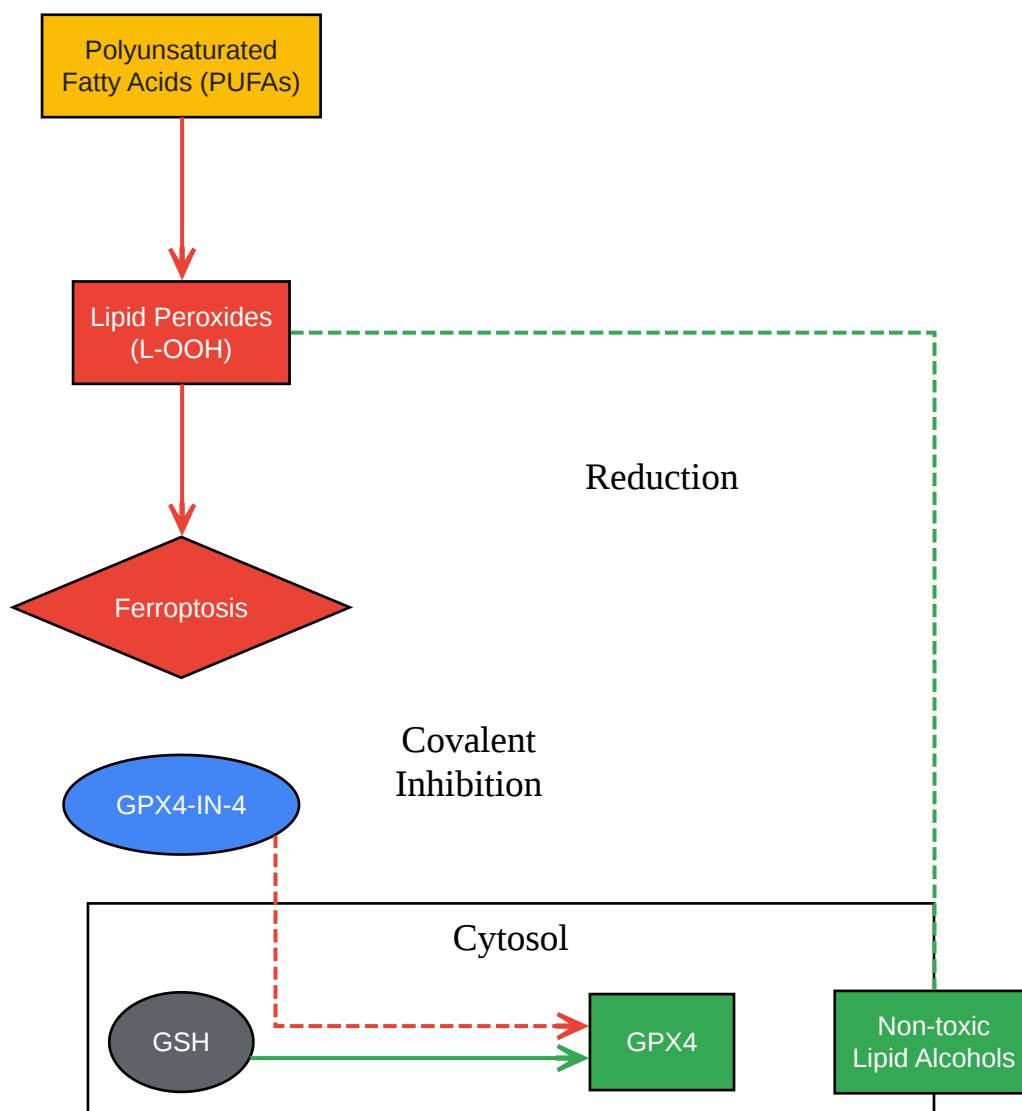 Polyunsaturated
Fatty Acids (PUFAs)
Lipid Peroxides
(L-OOH)
Reduction
Ferroptosis
Covalent
Inhibition
GPX4-IN-4
Cytosol
GSH
GPX4
Non-toxic
Lipid Alcohols